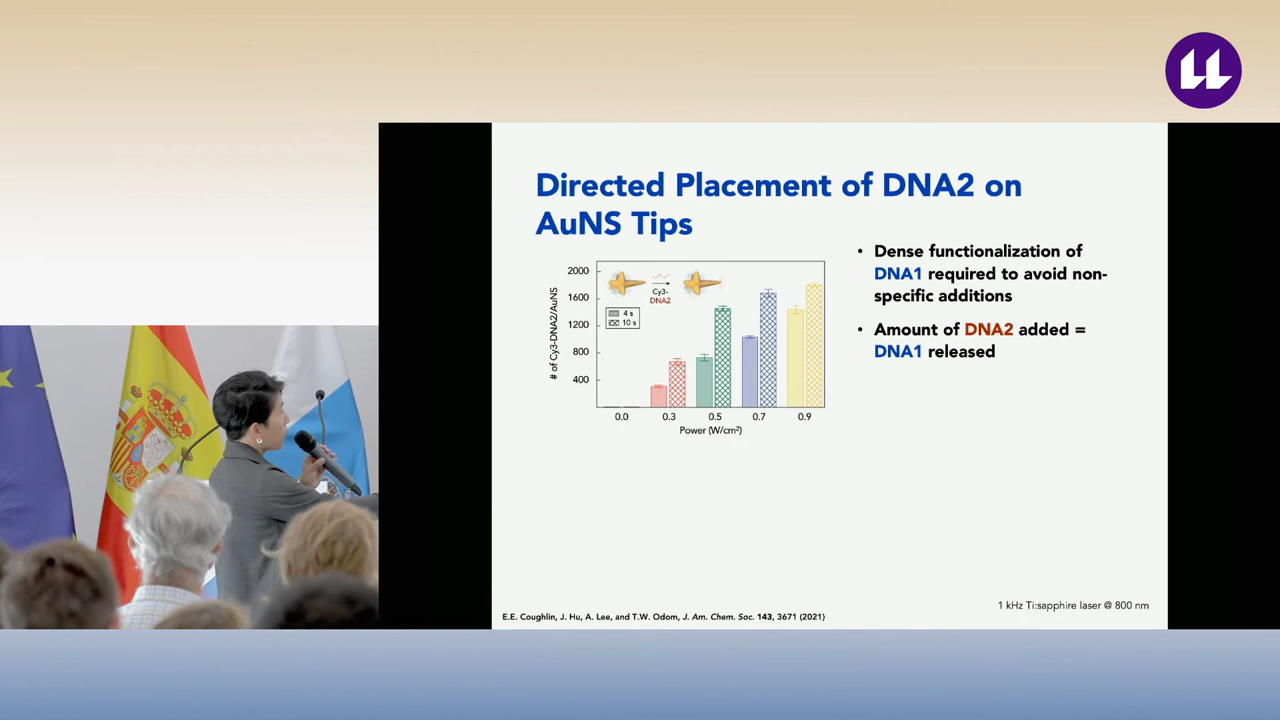 Directed Placement of DNA2 on
AuNS Tips
# of Cy3-DNA2/AuNS
2000
1600
1200
800
400
Cy3-
DNA2
4 s
10 s
0.0 0.3 0.5 0.7 0.9
Power (W/cm²)
• Dense functionalization of
DNA1 required to avoid non-
specific additions
• Amount of DNA2 added =
DNA1 released
1 kHz Ti:sapphire laser @ 800 nm
E.E. Coughlin, J. Hu, A. Lee, and T.W. Odom, J. Am. Chem. Soc. 143, 3671 (2021)